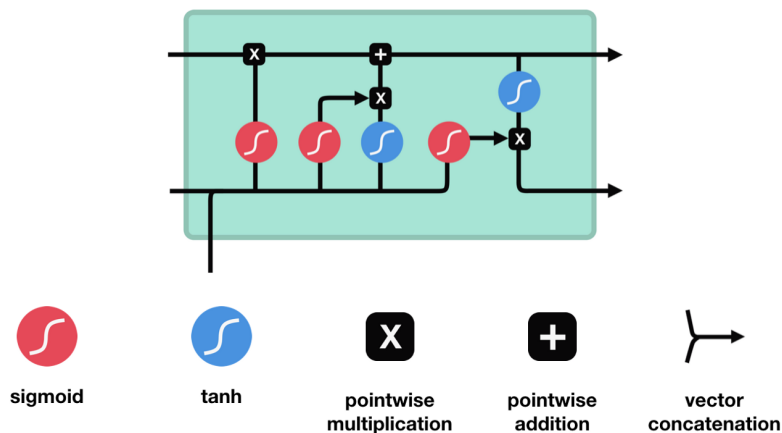 X
+
X
X
X
+
sigmoid
tanh
pointwise
multiplication
pointwise
addition
vector
concatenation